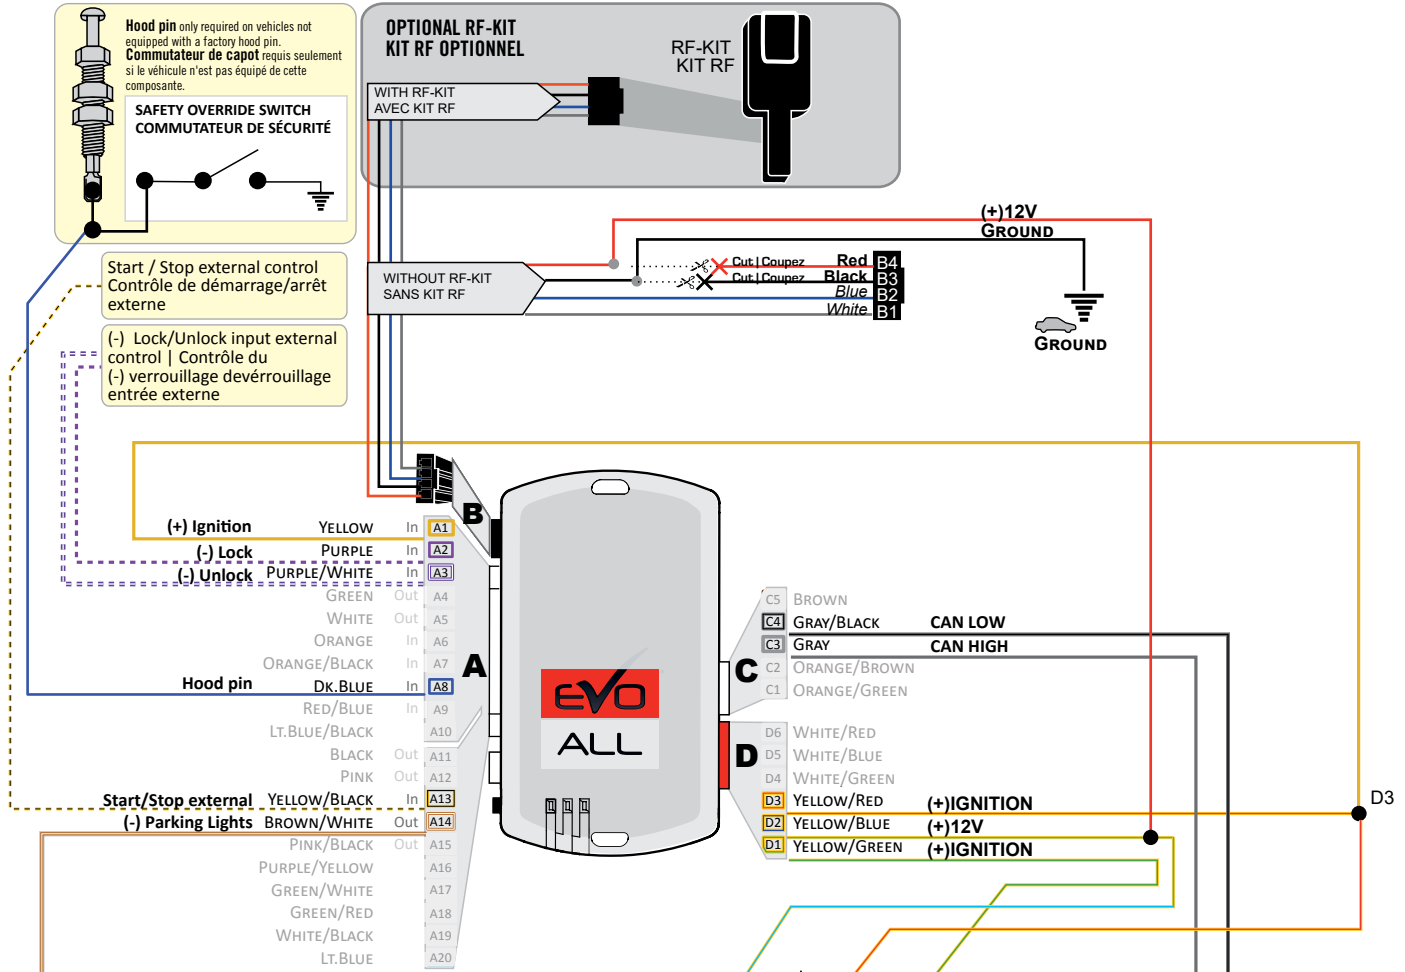 Hood pin only required on vehicles not
equipped with a factory hood pin.
Commutateur de capot requis seulement
si le véhicule n'est pas équipé de cette
composante.
SAFETY OVERRIDE SWITCH
COMMUTATEUR DE SÉCURITÉ
OPTIONAL RF-KIT
KIT RF OPTIONNEL
RF-KIT
KIT RF
WITH RF-KIT
AVEC KIT RF
Start / Stop external control
Contrôle de démarrage/arrêt
externe
(-) Lock/Unlock input external
control | Contrôle du
(-) verrouillage devérrouillage
entrée externe
WITHOUT RF-KIT
SANS KIT RF
(+)12V
GROUND
Cut | Coupez Red B4
Cut | Coupez Black B3
Blue B2
White B1
GROUND
B
(+) Ignition YELLOW In A1
(-) Lock PURPLE In A2
(-) Unlock PURPLE/WHITE In A3
GREEN Out A4
WHITE Out A5
ORANGE In A6
ORANGE/BLACK In A7
Hood pin DK.BLUE In A8
RED/BLUE In A9
LT.BLUE/BLACK A10
BLACK Out A11
PINK Out A12
Start/Stop external YELLOW/BLACK In A13
(-) Parking Lights BROWN/WHITE Out A14
PINK/BLACK Out A15
PURPLE/YELLOW A16
GREEN/WHITE A17
GREEN/RED A18
WHITE/BLACK A19
LT.BLUE A20
A
EVO
ALL
C
C5 BROWN
C4 GRAY/BLACK CAN LOW
C3 GRAY CAN HIGH
C2 ORANGE/BROWN
C1 ORANGE/GREEN
D
D6 WHITE/RED
D5 WHITE/BLUE
D4 WHITE/GREEN
D3 YELLOW/RED (+)IGNITION
D2 YELLOW/BLUE (+)12V
D1 YELLOW/GREEN (+)IGNITION
D3